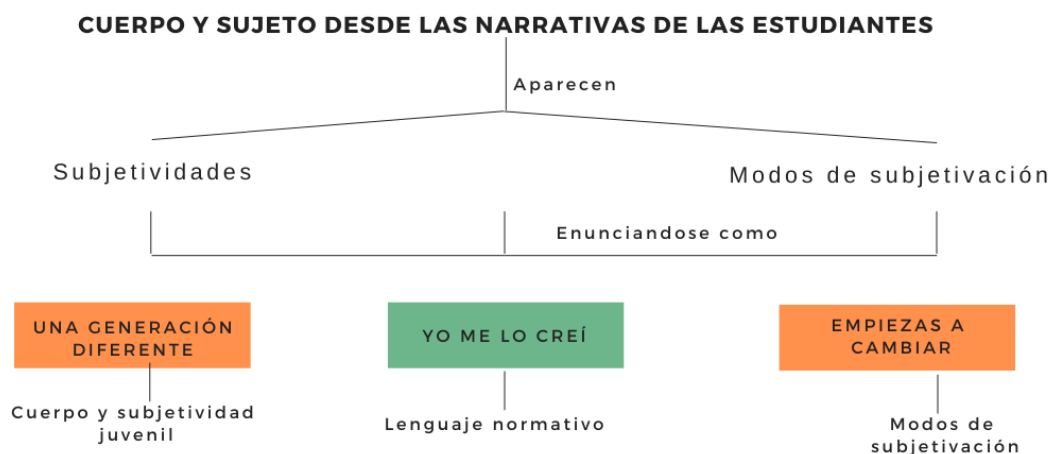 CUERPO Y SUJETO DESDE LAS NARRATIVAS DE LAS ESTUDIANTES
Aparecen
Subjetividades
Modos de subjetivación
Enunciandose como
UNA GENERACIÓN
DIFERENTE
YO ME LO CREÍ
EMPIEZAS A
CAMBIAR
Cuerpo y subjetividad
juvenil
Lenguaje normativo
Modos de
subjetivación